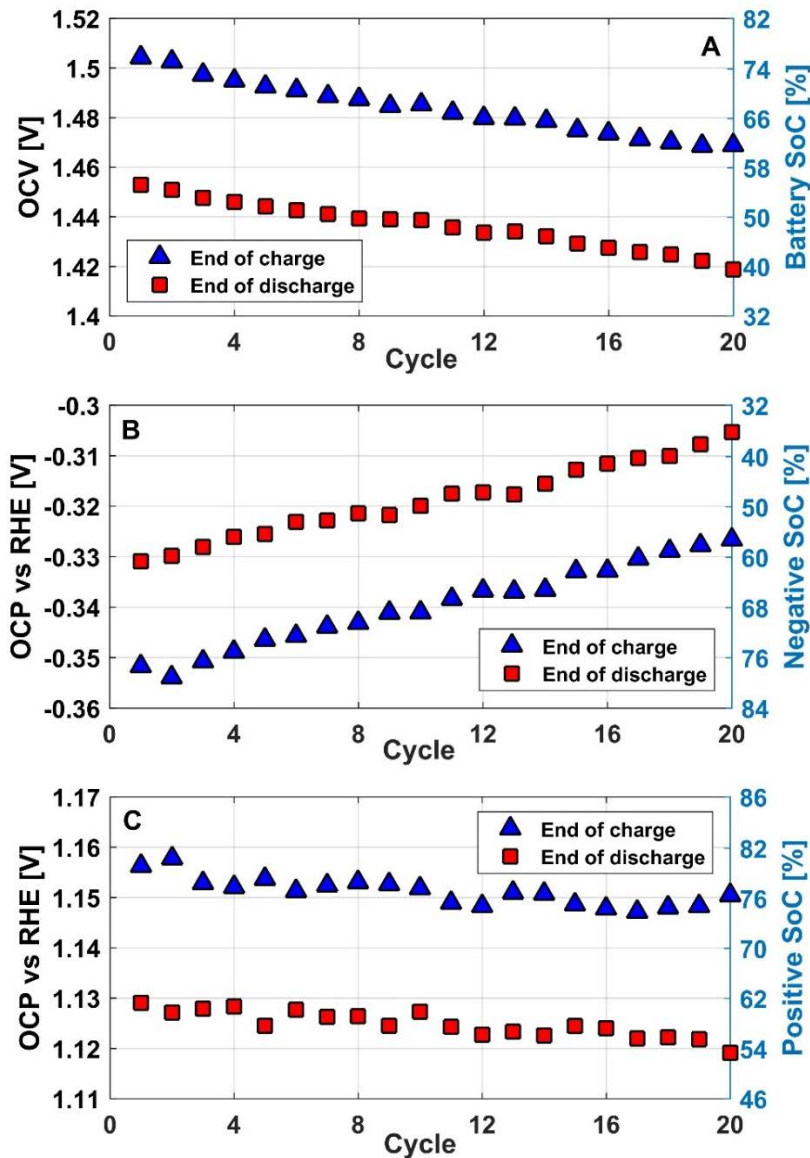 A
OCV [V]
1.52
1.5
1.48
1.46
1.44
1.42
1.4
Battery SoC [%]
82
74
66
58
50
40
32
End of charge
End of discharge
0 4 8 12 16 20
Cycle
B
OCP vs RHE [V]
-0.3
-0.31
-0.32
-0.33
-0.34
-0.35
-0.36
Negative SoC [%]
32
40
50
60
68
76
84
End of charge
End of discharge
0 4 8 12 16 20
Cycle
C
OCP vs RHE [V]
1.17
1.16
1.15
1.14
1.13
1.12
1.11
Positive SoC [%]
86
82
76
70
62
54
46
End of charge
End of discharge
0 4 8 12 16 20
Cycle